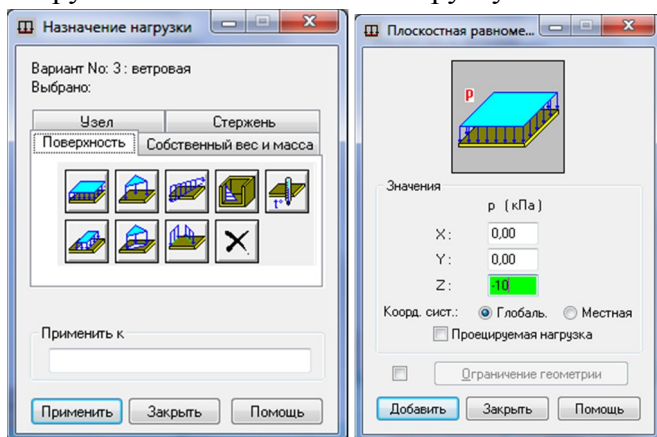 Назначение нагрузки
Вариант No: 3 : ветровая
Выбрано:
Узел
Стержень
Поверхность
Собственный вес и масса
Применить к
Применить
Закрыть
Помощь
Плоскостная равноме...
p
Значения
p (кПа)
X: 0,00
Y: 0,00
Z: -10
Коорд. сист.: Глобаль. Местная
Проецируемая нагрузка
Ограничение геометрии
Добавить
Закрыть
Помощь